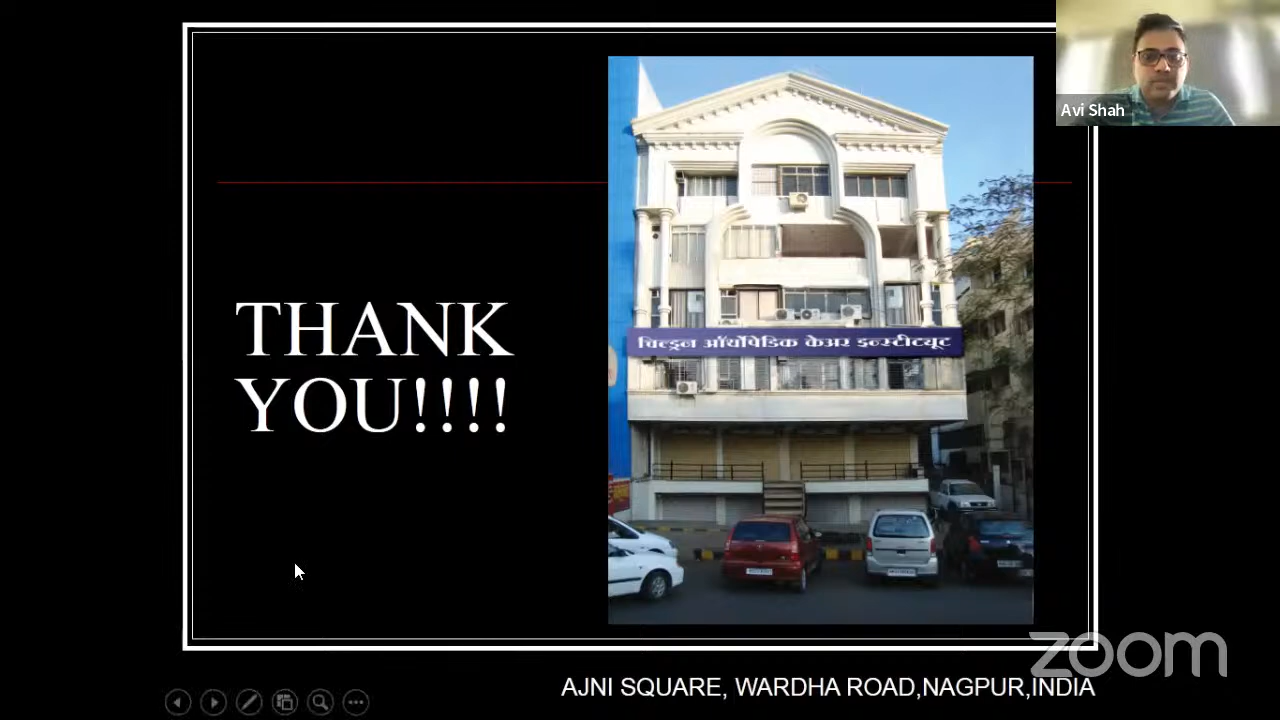 Avi Shah
THANK
YOU!!!!
चिल्ड्रन ऑर्थोपेडिक केअर इन्स्टीट्यूट
zoom
AJNI SQUARE, WARDHA ROAD,NAGPUR,INDIA